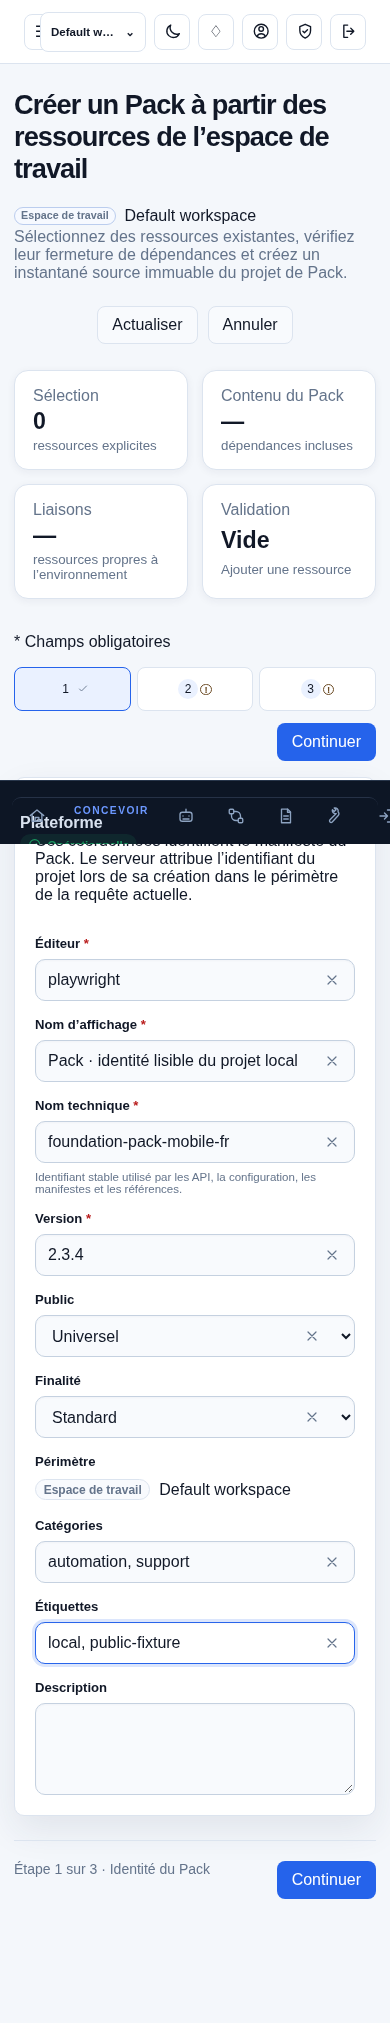 Default w… 
Créer un Pack à partir des
ressources de l’espace de
travail
Espace de travail Default workspace
Sélectionnez des ressources existantes, vérifiez
leur fermeture de dépendances et créez un
instantané source immuable du projet de Pack.
Actualiser Annuler
Sélection
0
ressources explicites
Contenu du Pack
—
dépendances incluses
Liaisons
—
ressources propres à
l’environnement
Validation
Vide
Ajouter une ressource
* Champs obligatoires
1 2 3
Continuer
CONCEVOIR
Plateforme
Pack. Le serveur attribue l’identifiant du
projet lors de sa création dans le périmètre
de la requête actuelle.
Éditeur *
playwright
Nom d’affichage *
Pack · identité lisible du projet local
Nom technique *
foundation-pack-mobile-fr
Identifiant stable utilisé par les API, la configuration, les
manifestes et les références.
Version *
2.3.4
Public
Universel
Finalité
Standard
Périmètre
Espace de travail Default workspace
Catégories
automation, support
Étiquettes
local, public-fixture
Description
Étape 1 sur 3 · Identité du Pack
Continuer